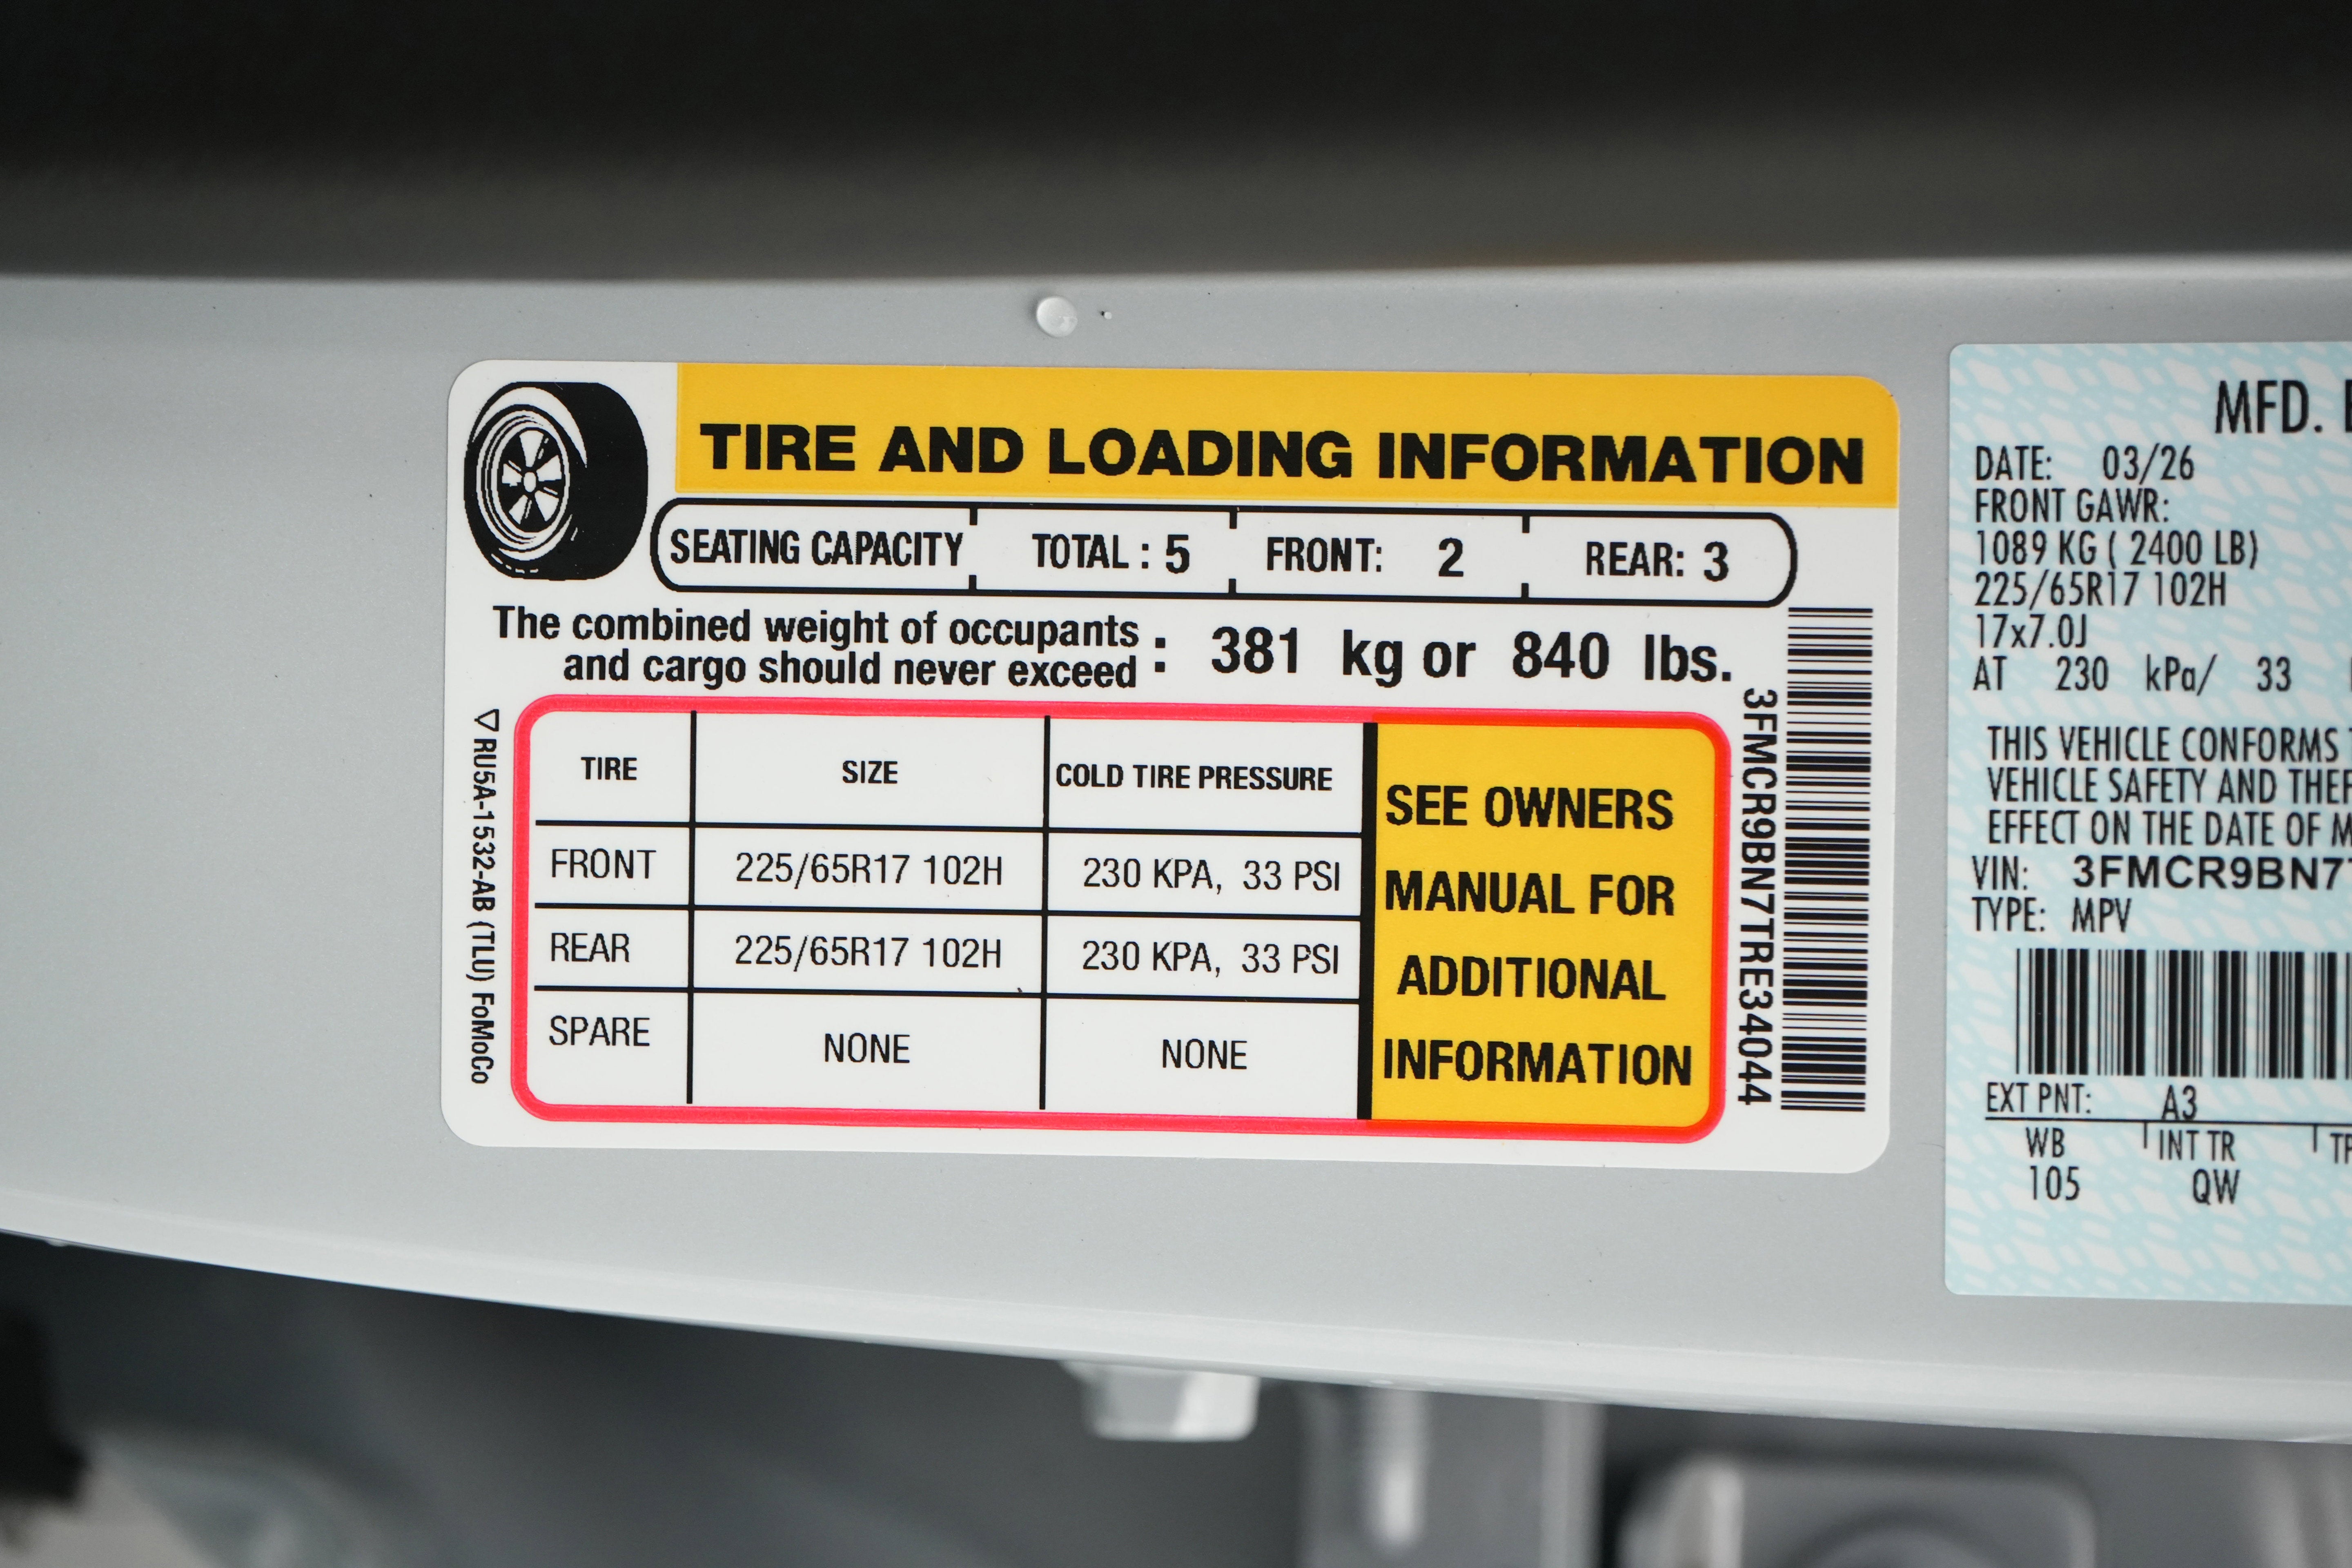 TIRE AND LOADING INFORMATION
SEATING CAPACITY TOTAL : 5 FRONT: 2 REAR: 3
The combined weight of occupants
and cargo should never exceed : 381 kg or 840 lbs.
TIRE SIZE COLD TIRE PRESSURE
FRONT 225/65R17 102H 230 KPA, 33 PSI
REAR 225/65R17 102H 230 KPA, 33 PSI
SPARE NONE NONE
SEE OWNERS
MANUAL FOR
ADDITIONAL
INFORMATION
RU5A-1532-AB (TLU) FoMoCo
3FMCR9BN7TRE34044
MFD.
DATE: 03/26
FRONT GAWR:
1089 KG ( 2400 LB)
225/65R17 102H
17x7.0J
AT 230 kPa/ 33
THIS VEHICLE CONFORMS
VEHICLE SAFETY AND
EFFECT ON THE DATE OF
VIN: 3FMCR9BN7
TYPE: MPV
EXT PNT: A3
WB INT TR
105 QW